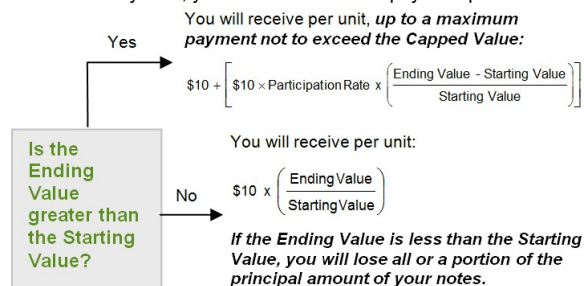 You will receive per unit, up to a maximum
payment not to exceed the Capped Value:
Yes
$10 + [$10 × Participation Rate x (Ending Value - Starting Value / Starting Value)]
Is the
Ending
Value
greater than
the Starting
Value?
No
You will receive per unit:
$10 x (Ending Value / Starting Value)
If the Ending Value is less than the Starting
Value, you will lose all or a portion of the
principal amount of your notes.